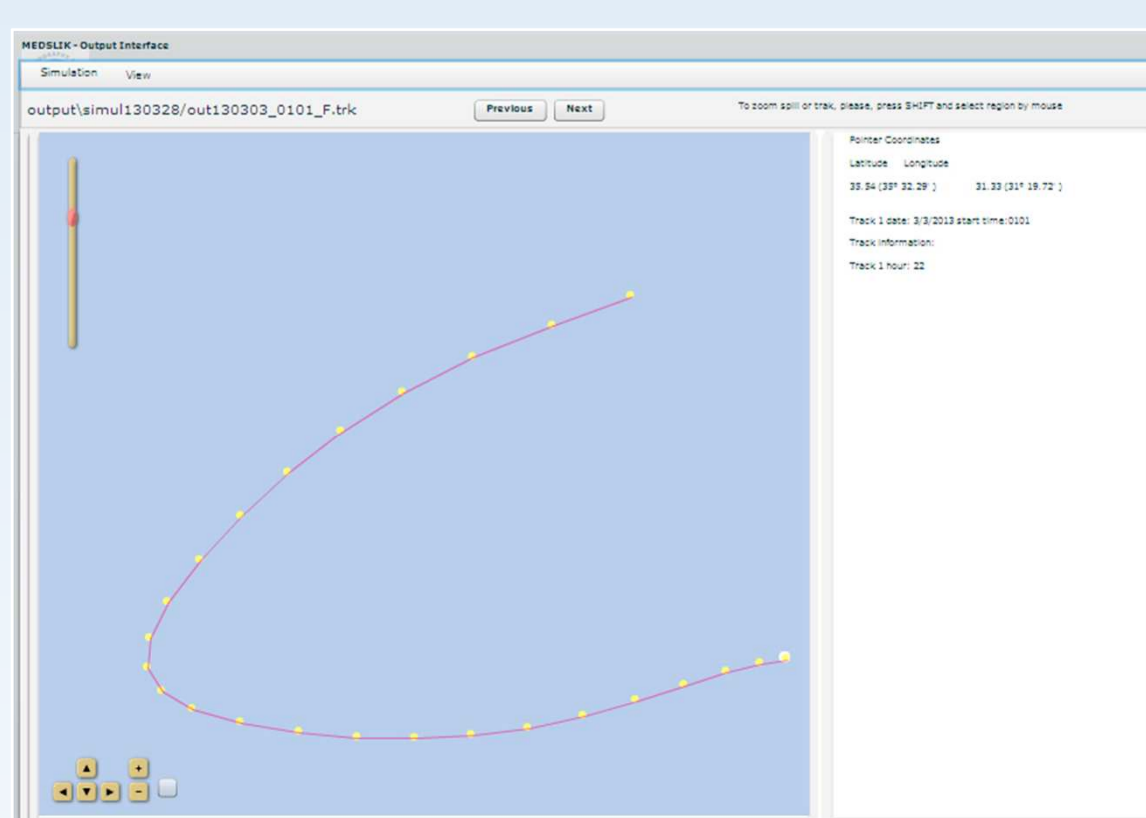 MEDSLIK - Output Interface
Simulation View
output\simul130328/out130303_0101_F.trk Previous Next To zoom spill or trak, please, press SHIFT and select region by mouse
Pointer Coordinates
Latitude Longitude
35.54 (35º 32.29' ) 31.33 (31º 19.72' )
Track 1 date: 3/3/2013 start time:0101
Track Information:
Track 1 hour: 22
+
-